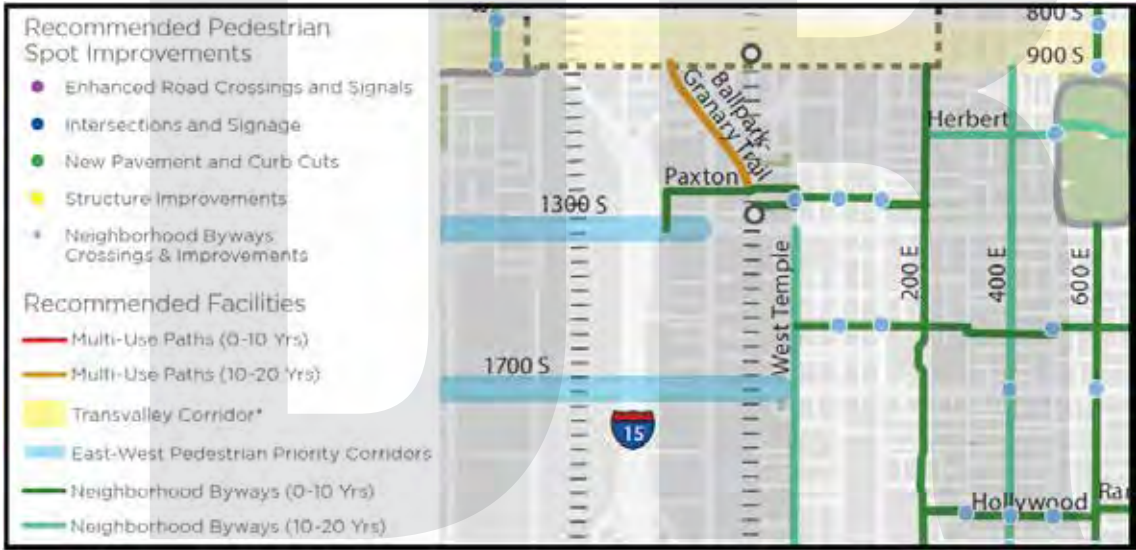 Recommended Pedestrian
Spot Improvements
Enhanced Road Crossings and Signals
Intersections and Signage
New Pavement and Curb Cuts
Structure Improvements
Neighborhood Byways
Crossings & Improvements
Recommended Facilities
Multi-Use Paths (0-10 Yrs)
Multi-Use Paths (10-20 Yrs)
Transvalley Corridor*
East-West Pedestrian Priority Corridors
Neighborhood Byways (0-10 Yrs)
Neighborhood Byways (10-20 Yrs)
800 S
900 S
Ballpark
Granary Trail
Herbert
Paxton
1300 S
West Temple
200 E
400 E
600 E
1700 S
15
Hollywood